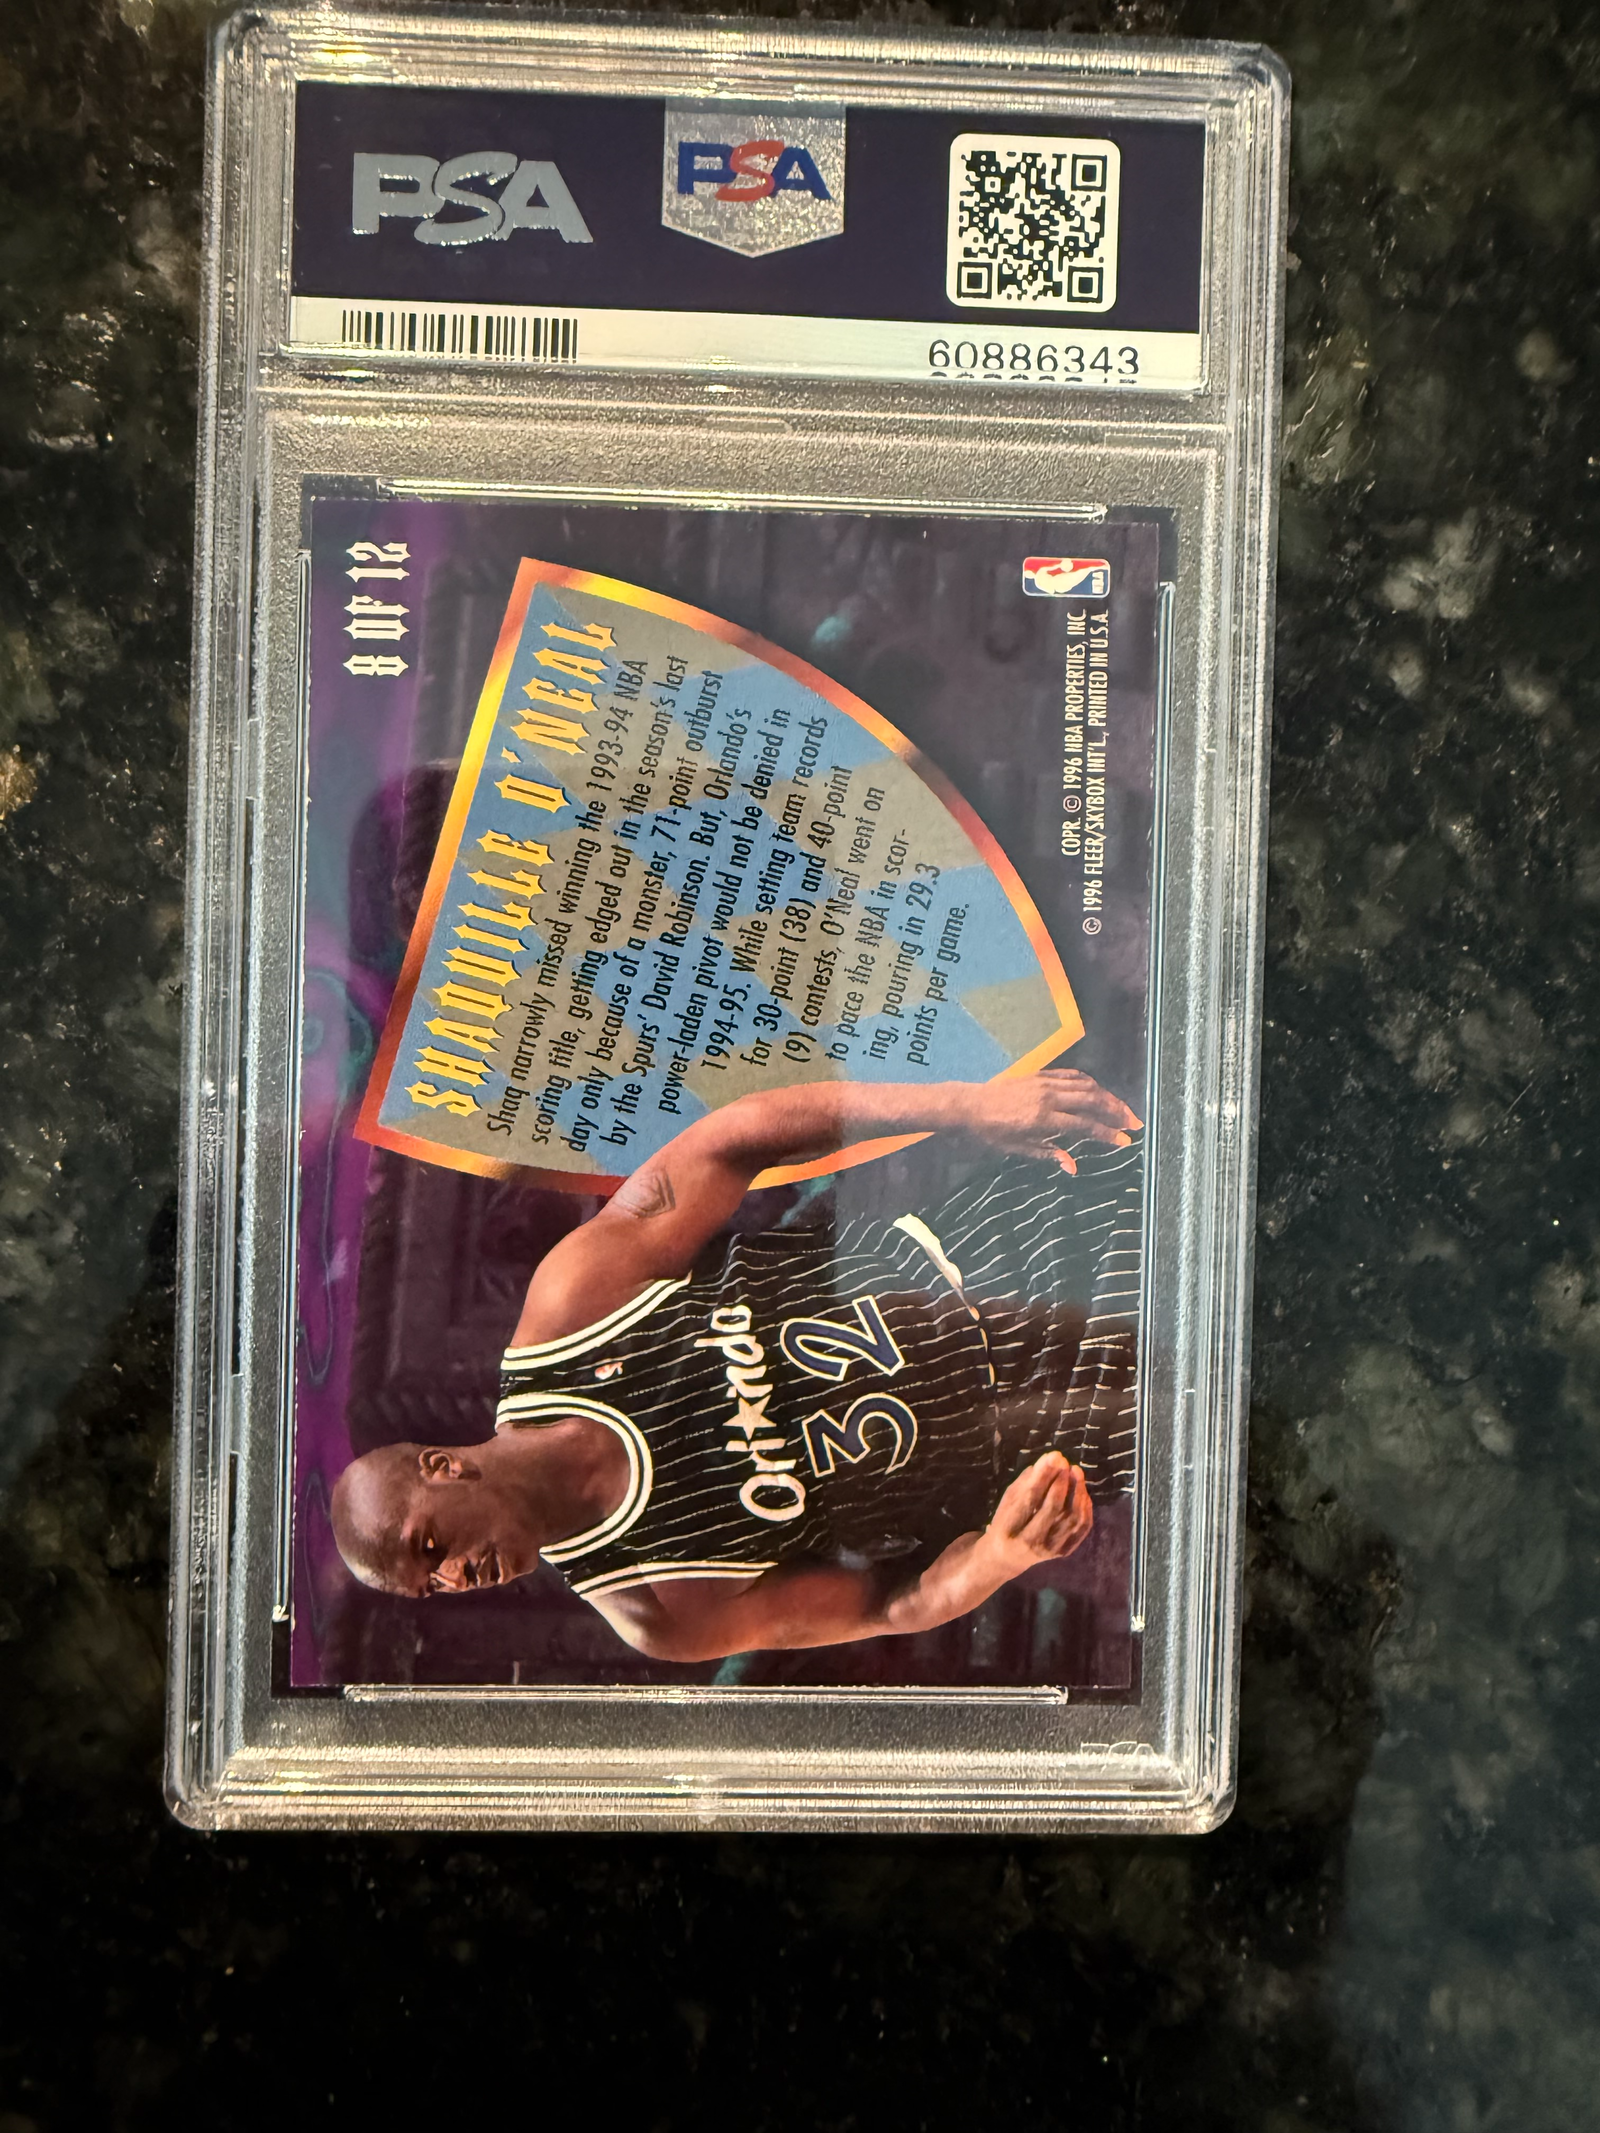 PSA
PSA
60886343
8 OF 12
SHAQUILLE O'NEAL
Shaq narrowly missed winning the 1993-94 NBA
scoring title, getting edged out in the season's last
day only because of a monster, 71-point outburst
by the Spurs' David Robinson. But, Orlando's
power-laden pivot would not be denied in
1994-95. While setting team records
for 30-point (38) and 40-point
(9) contests, O'Neal went on
to pace the NBA in scor-
ing, pouring in 29.3
points per game.
Orlando
32
NBA
COPR. © 1996 NBA PROPERTIES, INC.
© 1996 FLEER/SKYBOX INT'L., PRINTED IN U.S.A.
PSA